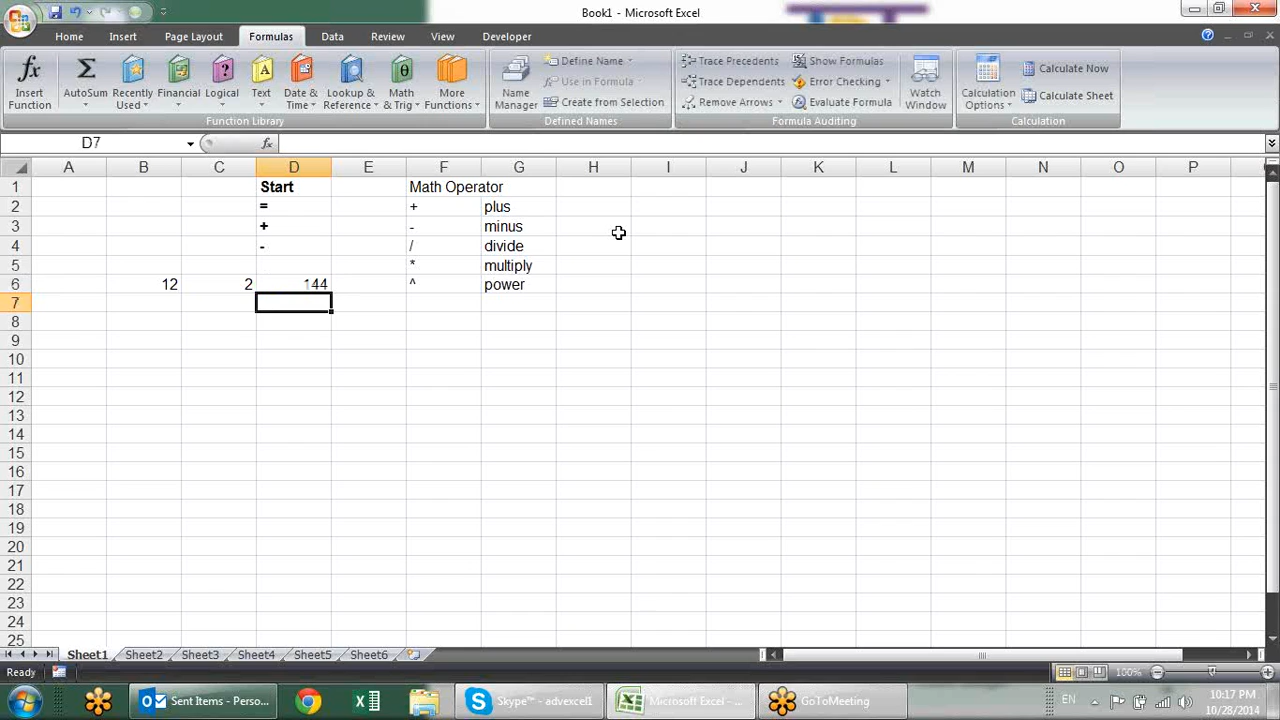 Book1 - Microsoft Excel
Home Insert Page Layout Formulas Data Review View Developer
fx Insert Function
Σ AutoSum
Recently Used
Financial
Logical
Text
Date & Time
Lookup & Reference
Math & Trig
More Functions
Function Library
Name Manager
Define Name
Use in Formula
Create from Selection
Defined Names
Trace Precedents
Trace Dependents
Remove Arrows
Show Formulas
Error Checking
Evaluate Formula
Formula Auditing
Watch Window
Calculation Options
Calculate Now
Calculate Sheet
Calculation
D7 fx
A B C D E F G H I J K L M N O P
1 Start Math Operator
2 = + plus
3 + - minus
4 - / divide
5 * multiply
6 12 2 144 ^ power
7
8
9
10
11
12
13
14
15
16
17
18
19
20
21
22
23
24
25
Sheet1 Sheet2 Sheet3 Sheet4 Sheet5 Sheet6
Ready 100%
Sent Items - Perso... Skype™ - advexcel1 Microsoft Excel - ... GoToMeeting EN 10:17 PM
10/28/2014